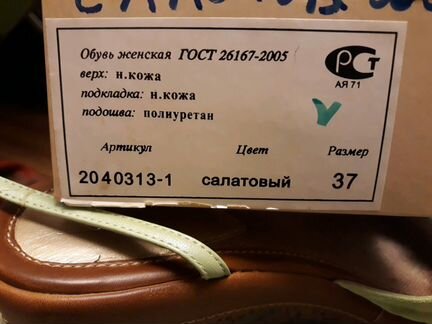 Обувь женская ГОСТ 26167-2005
верх: н.кожа
подкладка: н.кожа
подошва: полиуретан
РСТ
АЯ 71
Артикул Цвет Размер
2040313-1 салатовый 37